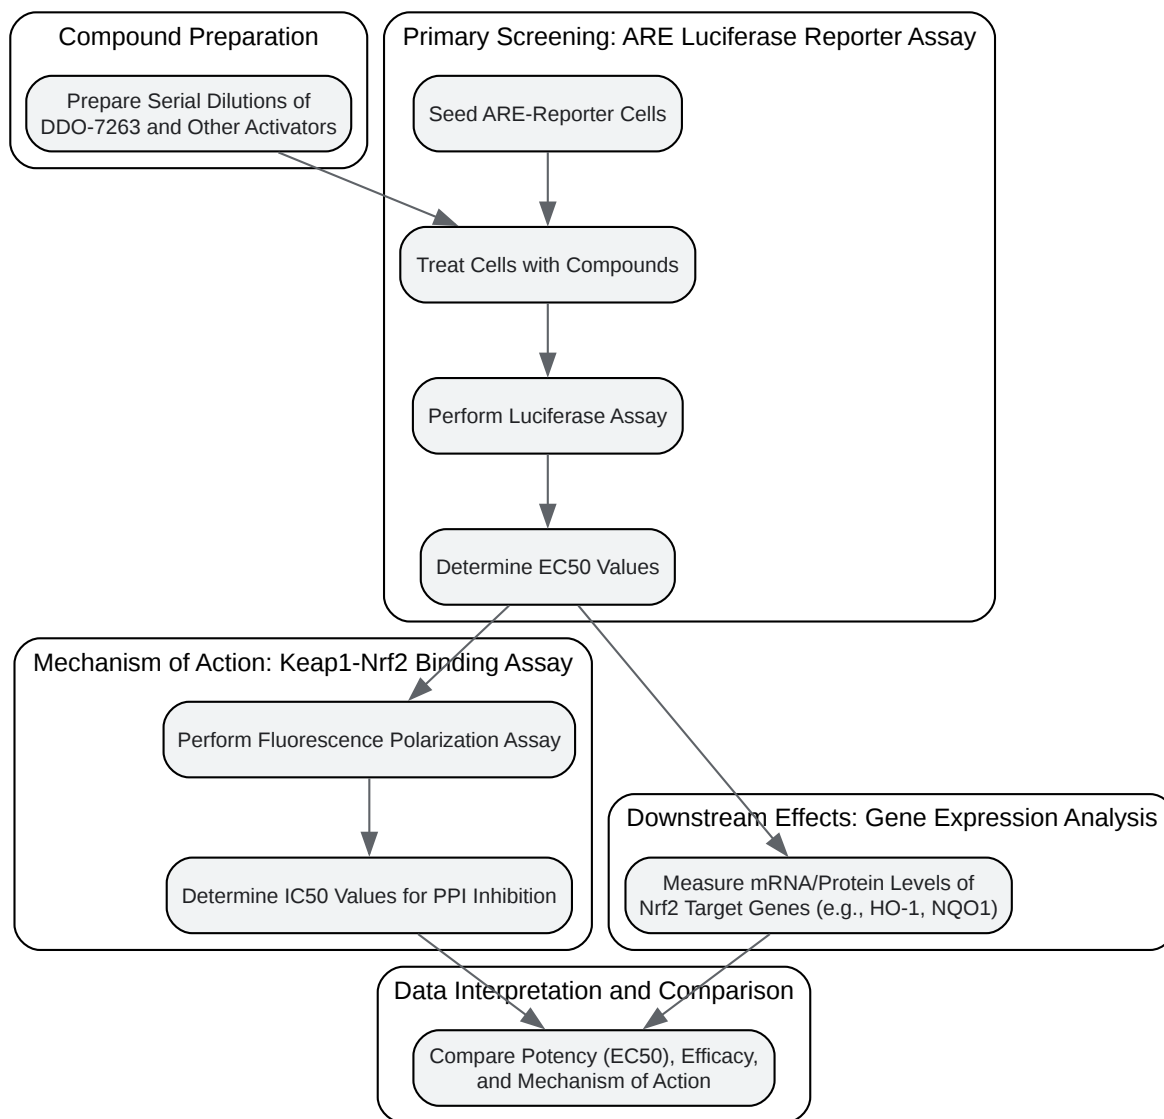 Compound Preparation
Prepare Serial Dilutions of
DDO-7263 and Other Activators
Primary Screening: ARE Luciferase Reporter Assay
Seed ARE-Reporter Cells
Treat Cells with Compounds
Perform Luciferase Assay
Determine EC50 Values
Mechanism of Action: Keap1-Nrf2 Binding Assay
Perform Fluorescence Polarization Assay
Determine IC50 Values for PPI Inhibition
Downstream Effects: Gene Expression Analysis
Measure mRNA/Protein Levels of
Nrf2 Target Genes (e.g., HO-1, NQO1)
Data Interpretation and Comparison
Compare Potency (EC50), Efficacy,
and Mechanism of Action